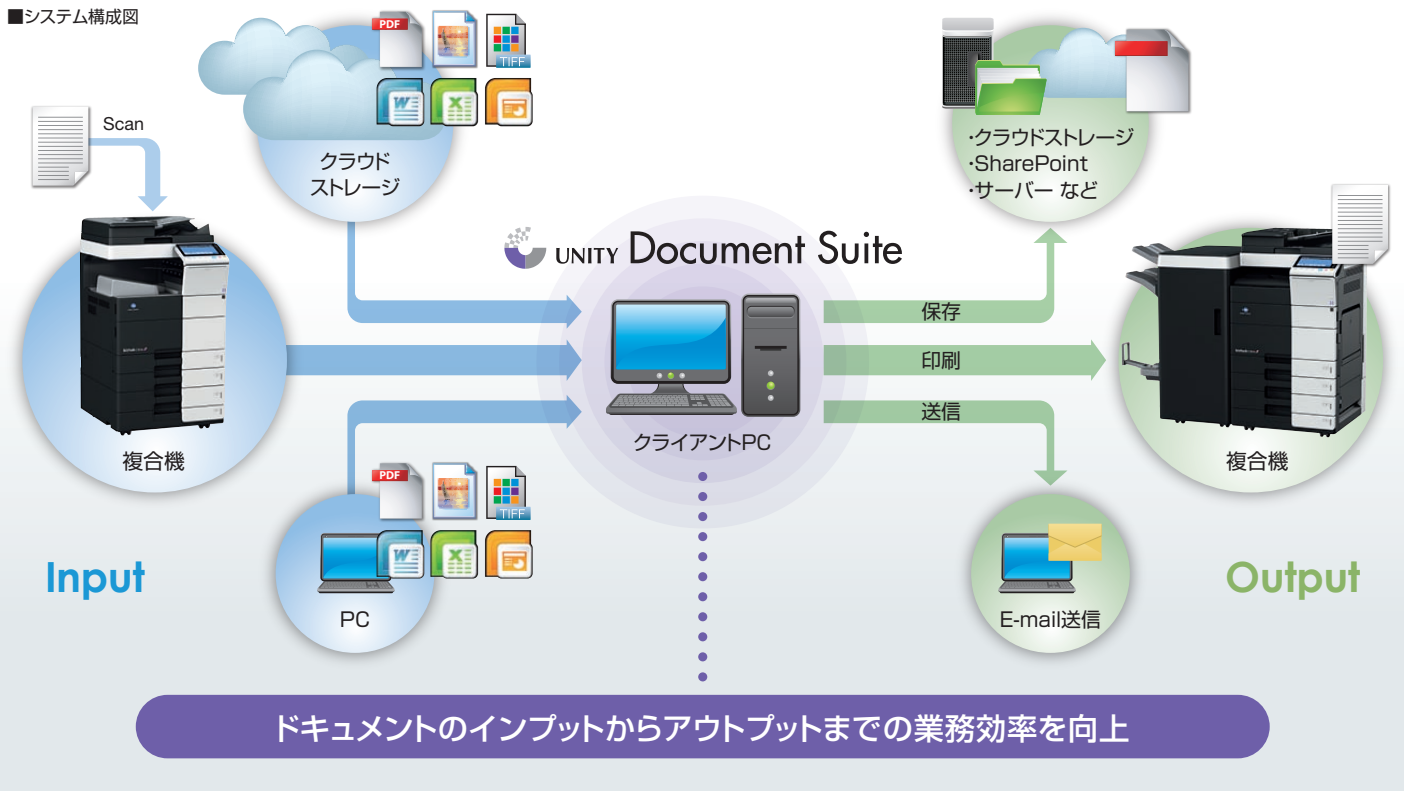 ■システム構成図
Scan
PDF
TIFF
W
X
クラウド
ストレージ
複合機
PDF
TIFF
W
X
PC
Input
UNITY Document Suite
クライアントPC
保存
印刷
送信
・クラウドストレージ
・SharePoint
・サーバー など
複合機
E-mail送信
Output
ドキュメントのインプットからアウトプットまでの業務効率を向上